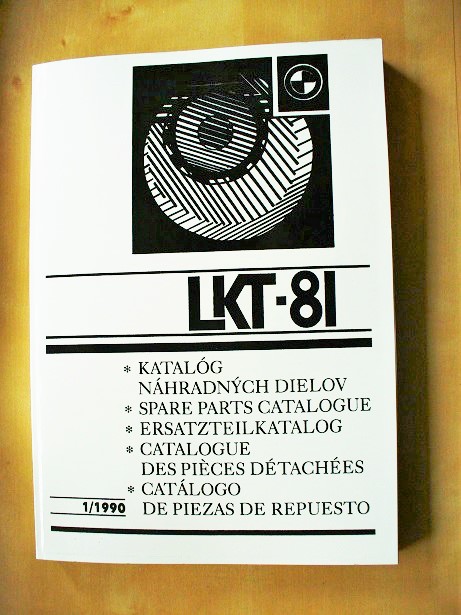 LKT-81
* KATALÓG
NÁHRADNÝCH DIELOV
* SPARE PARTS CATALOGUE
* ERSATZTEILKATALOG
* CATALOGUE
DES PIÈCES DÉTACHÉES
* CATÁLOGO
DE PIEZAS DE REPUESTO
1/1990